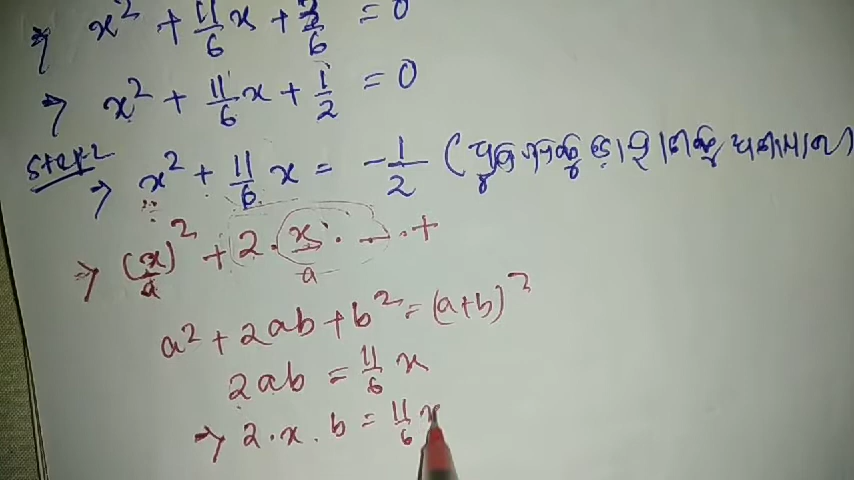 ⇒ x² + 11/6 x + 3/6 = 0
⇒ x² + 11/6 x + 1/2 = 0
Step-2
⇒ x² + 11/6 x = -1/2 (
⇒ (x)² + 2 · x · — · +
a a
a² + 2ab + b² = (a+b)²
2ab = 11/6 x
⇒ 2 · x · b = 11/6 x